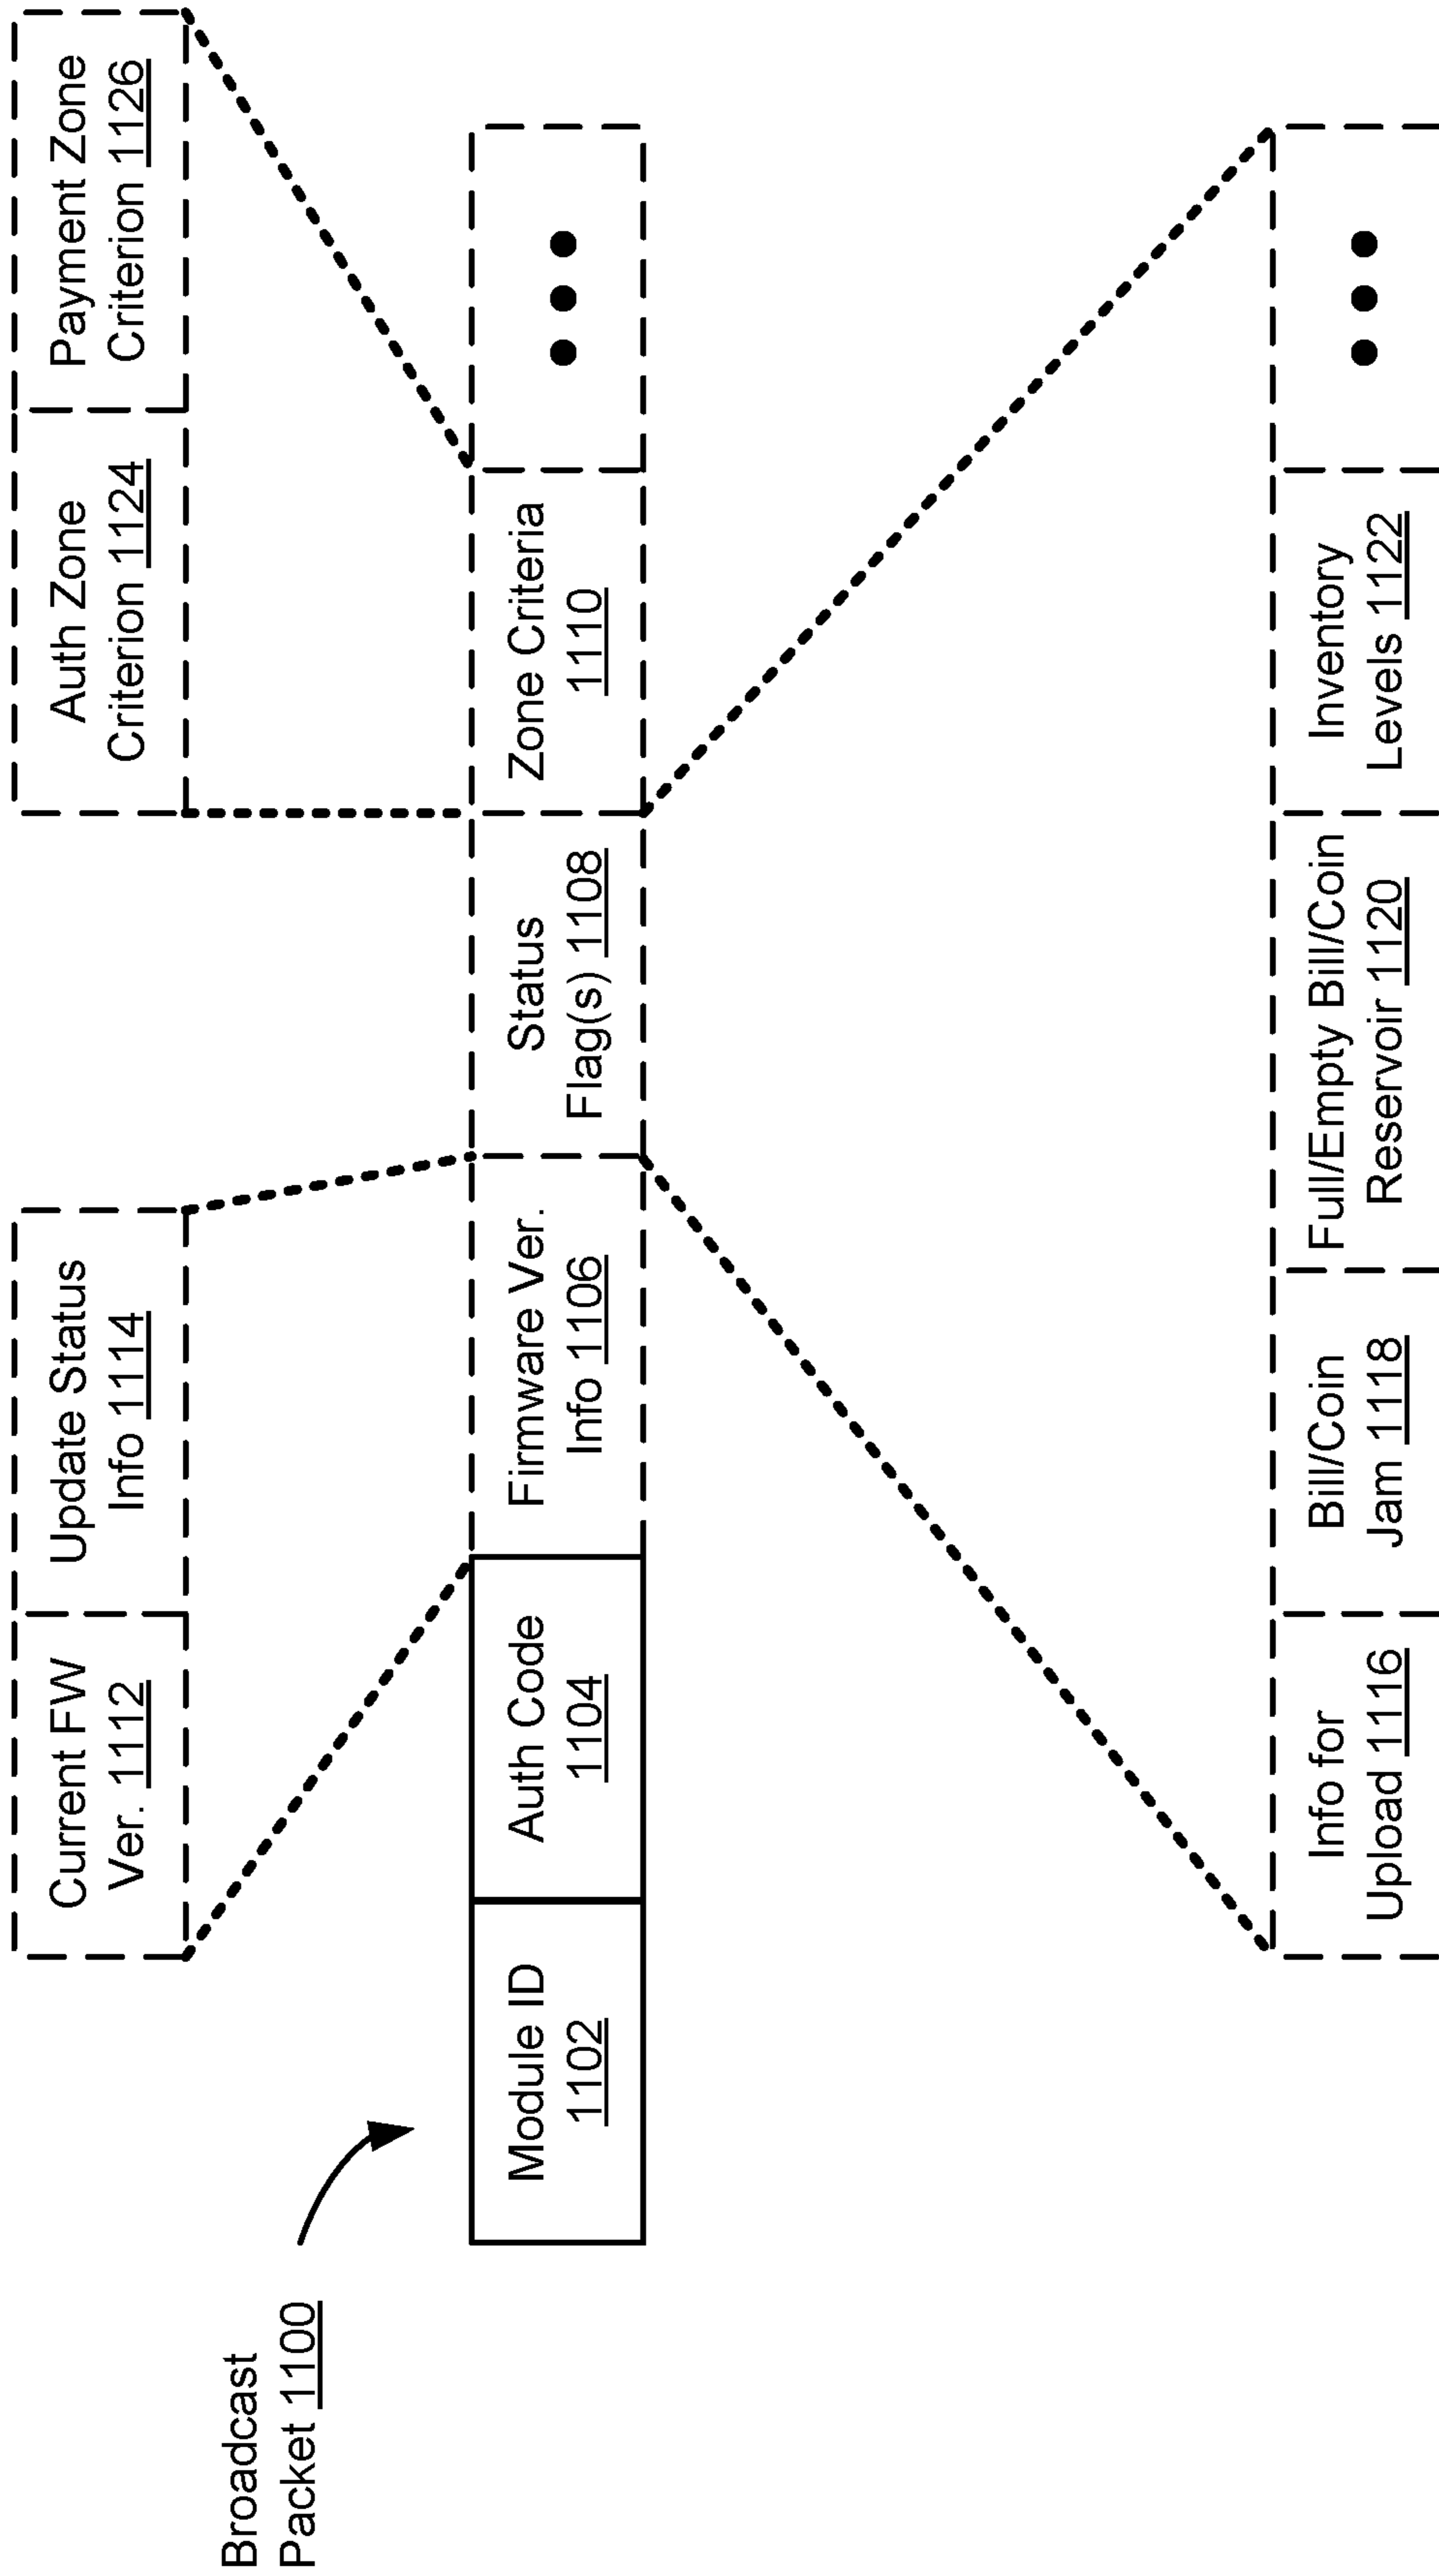 Current FW
Ver. 1112
Update Status
Info 1114
Auth Zone
Criterion 1124
Payment Zone
Criterion 1126
Broadcast
Packet 1100
Module ID
1102
Auth Code
1104
Firmware Ver.
Info 1106
Status
Flag(s) 1108
Zone Criteria
1110
Info for
Upload 1116
Bill/Coin
Jam 1118
Full/Empty Bill/Coin
Reservoir 1120
Inventory
Levels 1122